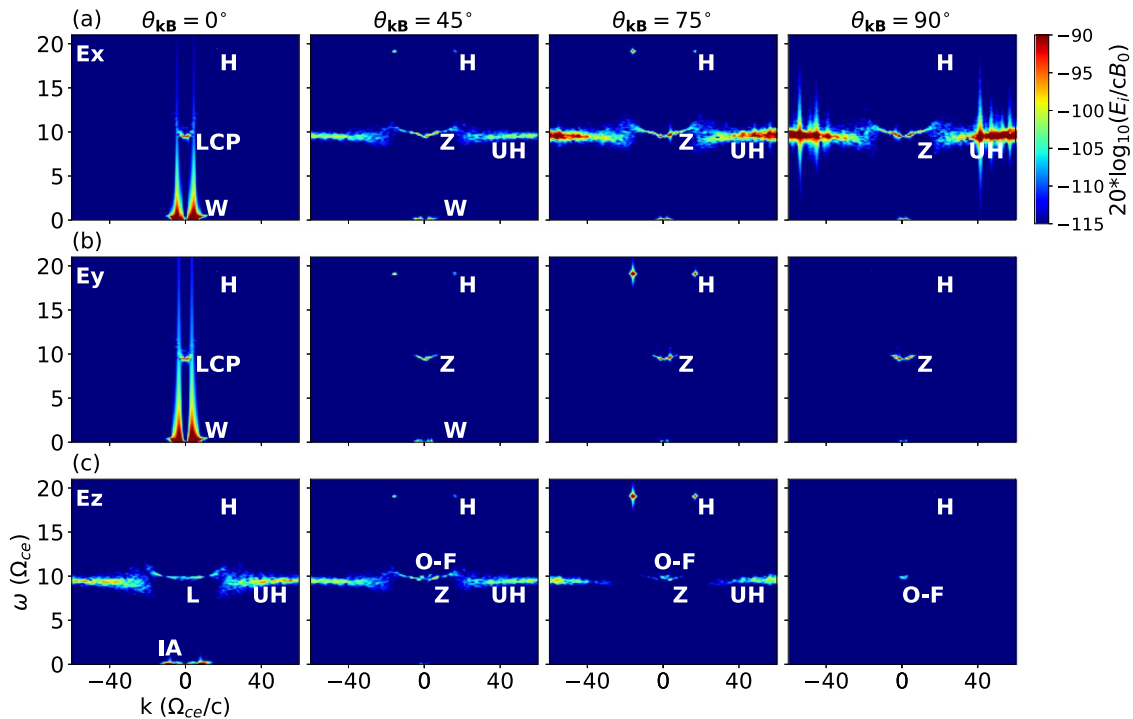 (a) θkB = 0° θkB = 45° θkB = 75° θkB = 90°
Ex H H H H
LCP Z UH Z UH Z UH
W W
20 15 10 5 0
-90 -95 -100 -105 -110 -115
20*log10(Ei/cB0)
(b)
Ey H H H H
LCP Z Z Z
W W
20 15 10 5 0
(c)
Ez H H H H
O-F O-F
L UH Z UH Z UH O-F
IA
20 15 10 5 0
ω (Ωce)
−40 0 40 −40 0 40 −40 0 40 −40 0 40
k (Ωce/c)